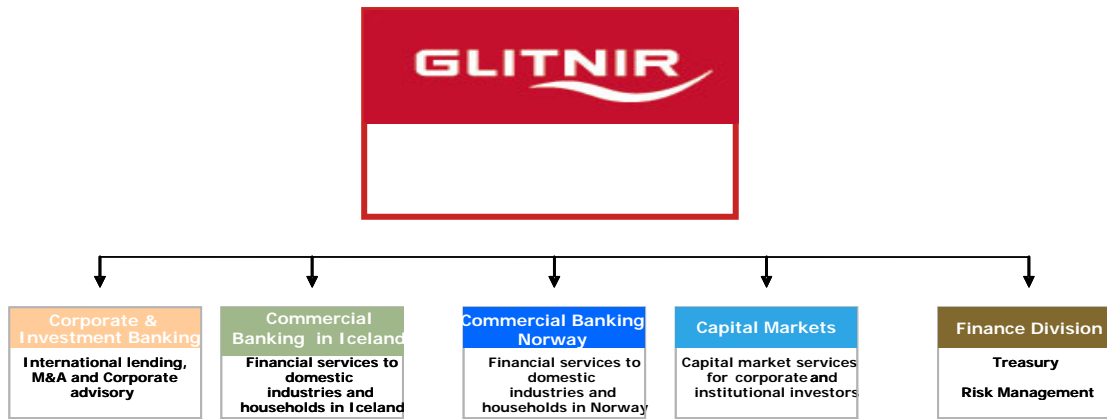 GLITNIR
Corporate &
Investment Banking
International lending,
M&A and Corporate
advisory
Commercial
Banking in Iceland
Financial services to
domestic
industries and
households in Iceland
Commercial Banking
Norway
Financial services to
domestic
industries and
households in Norway
Capital Markets
Capital market services
for corporate and
institutional investors
Finance Division
Treasury
Risk Management